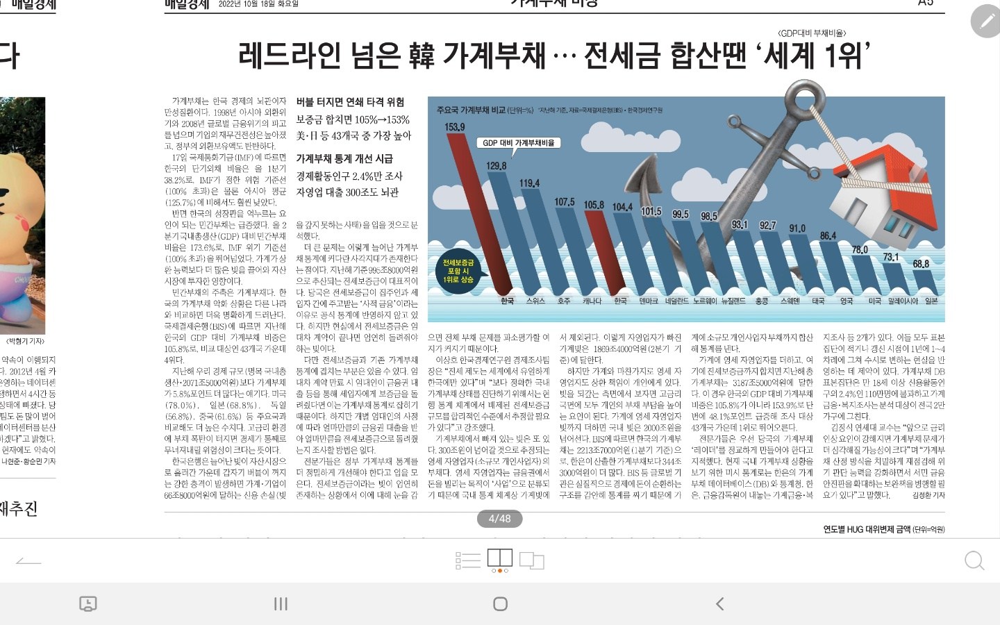 매일경제
매일경제 2022년 10월 18일 화요일
가계부채 비상
A5
다
〈GDP대비 부채비율〉
레드라인 넘은 韓 가계부채… 전세금 합산땐 ‘세계 1위’
〈박형기 기자〉
약속이 이행되지
다. 2012년 4월 카
운영하는 데이터센
생하면서 4시간 동
상태에 빠졌다. 당
팀도 돈 많이 벌어
데이터센터를 분산
하겠다”고 밝혔다.
현재에도 약속이
나현준·황순민 기자
재추진
가계부채는 한국 경제의 뇌관이자
만성질환이다. 1998년 아시아 외환위
기와 2008년 글로벌 금융위기의 파고
를 넘으며 기업의 재무건전성은 높아졌
고, 정부의 외환보유액도 탄탄하다.
17일 국제통화기금(IMF)에 따르면
한국의 단기외채 비율은 올 1분기
38.2%로, IMF가 정한 위험 기준선
(100% 초과)은 물론 아시아 평균
(125.7%)에 비해서도 훨씬 낮았다.
반면 한국의 성장판을 억누르는 요
인이 되는 민간부채는 급증했다. 올 2
분기 국내총생산(GDP) 대비 민간부채
비율은 173.6%로, IMF 위기 기준선
(100% 초과)을 뛰어넘었다. 가계가 상
환 능력보다 더 많은 빚을 끌어와 자산
시장에 투자한 영향이다.
민간부채의 주축은 가계부채다. 한
국의 가계부채 악화 상황은 다른 나라
와 비교하면 더욱 명확하게 드러난다.
국제결제은행(BIS)에 따르면 지난해
한국의 GDP 대비 가계부채 비중은
105.8%로, 비교 대상인 43개국 가운데
4위다.
지난해 우리 경제 규모(명목 국내총
생산·2071조5000억원)보다 가계부채
가 5.8%포인트 더 많다는 얘기다. 미국
(78.0%), 일본(68.8%), 독일
(56.8%), 중국(61.6%) 등 주요국과
비교해도 더 높은 수치다. 고금리 환경
에 부채 폭탄이 터지면 경제가 통째로
무너져내릴 위험성이 크다는 뜻이다.
한국은행은 늘어난 빚이 자산시장으
로 흘러간 가운데 갑자기 버블이 꺼지
는 강한 충격이 발생하면 가계·기업이
66조8000억원에 달하는 신용 손실(빚
버블 터지면 연쇄 타격 위험
보증금 합치면 105%→153%
美·日 등 43개국 중 가장 높아
가계부채 통계 개선 시급
경제활동인구 2.4%만 조사
자영업 대출 300조도 뇌관
을 갚지 못하는 사태)을 입을 것으로 분
석했다.
더 큰 문제는 이렇게 늘어난 가계부
채 통계에 커다란 사각지대가 존재한다
는 점이다. 지난해 기준 995조8000억원
으로 추산되는 전세보증금이 대표적이
다. 당국은 전세보증금이 집주인과 세
입자 간에 주고받는 ‘사적 금융’이라는
이유로 공식 통계에 반영하지 않고 있
다. 하지만 현실에서 전세보증금은 임
대차 계약이 끝나면 엄연히 돌려줘야
하는 빚이다.
다만 전세보증금과 기존 가계부채
통계에 겹치는 부분은 있을 수 있다. 임
대차 계약 만료 시 임대인이 금융권 대
출 등을 통해 세입자에게 보증금을 돌
려줬다면 이는 가계부채 통계로 잡히기
때문이다. 하지만 개별 임대인의 사정
에 따라 얼마만큼의 금융권 대출을 받
아 얼마만큼을 전세보증금으로 돌려줬
는지 조사할 방법은 없다.
전문가들은 정부 가계부채 통계를
더 정밀하게 개선해야 한다고 입을 모
은다. 전세보증금이라는 빚이 엄연히
존재하는 상황에서 이에 대해 눈을 감
주요국 가계부채 비교 (단위=%) *지난해 기준, 자료=국제결제은행(BIS)·한국경제연구원
GDP 대비 가계부채비율
153.9
129.8
119.4
107.5
105.8
104.4
101.5
99.5
98.5
93.1
92.7
91.0
86.4
78.0
73.1
68.8
전세보증금
포함 시
1위로 상승
한국 스위스 호주 캐나다 한국 덴마크 네덜란드 노르웨이 뉴질랜드 홍콩 스웨덴 태국 영국 미국 말레이시아 일본
으면 전체 부채 문제를 과소평가할 여
지가 커지기 때문이다.
이상호 한국경제연구원 경제조사팀
장은 “전세 제도는 세계에서 유일하게
한국에만 있다”며 “보다 정확한 국내
가계부채 상태를 진단하기 위해서는 현
행 통계 체계에서 배제된 전세보증금
규모를 합리적인 수준에서 추정할 필요
가 있다”고 강조했다.
가계부채에서 빠져 있는 빚은 또 있
다. 300조원이 넘어갈 것으로 추정되는
영세 자영업자(소규모 개인사업자)의
부채다. 영세 자영업자는 금융권에서
돈을 빌리는 목적이 ‘사업’으로 분류되
기 때문에 국내 통계 체계상 가계빚에
서 제외된다. 이렇게 자영업자가 빠진
가계빚은 1869조4000억원(2분기 기
준)에 달한다.
하지만 가계와 마찬가지로 영세 자
영업자도 상환 책임이 개인에게 있다.
빚을 되갚는 측면에서 보자면 고금리
국면에 모두 개인의 부채 부담을 높이
는 요인이 된다. 가계에 영세 자영업자
빚까지 더하면 국내 빚은 2000조원을
넘어선다. BIS에 따르면 한국의 가계부
채는 2213조7000억원(1분기 기준)으
로, 한은이 산출한 가계부채보다 344조
3000억원이 더 많다. BIS 등 글로벌 기
관은 실질적으로 경제에 돈이 순환하는
구조를 감안해 통계를 짜기 때문에 가
계에 소규모 개인사업자 부채까지 합산
해 통계를 낸다.
가계에 영세 자영업자를 더하고, 여
기에 전세보증금까지 합치면 지난해 총
가계부채는 3187조5000억원에 달한
다. 이 경우 한국의 GDP 대비 가계부채
비중은 105.8%가 아니라 153.9%로 단
번에 48.1%포인트 급증해 조사 대상
43개국 가운데 1위로 뛰어오른다.
전문가들은 우선 당국의 가계부채
‘레이더’를 정교하게 만들어야 한다고
지적했다. 현재 국내 가계부채 상황을
보기 위한 미시 통계로는 한은의 가계
부채 데이터베이스(DB)와 통계청, 한
은, 금융감독원이 내놓는 가계금융·복
지조사 등 2개가 있다. 이들 모두 표본
집단이 적기니 갱신 시점이 1년에 1~4
차례에 그쳐 수시로 변하는 현실을 반
영하는 데 제약이 있다. 가계부채 DB
표본집단은 만 18세 이상 신용활동인
구의 2.4%인 110만명에 불과하고 가계
금융·복지조사는 분석 대상이 전국 2만
가구에 그친다.
김정식 연세대 교수는 “앞으로 금리
인상 요인이 강해지면 가계부채 문제가
더 심각해질 가능성이 크다”며 “가계부
채 산정 방식을 치밀하게 재점검해 위
기 판단 능력을 강화하면서 서민 금융
안전판을 확대하는 보완책을 병행할 필
요가 있다”고 말했다. 김정환 기자
4/48
연도별 HUG 대위변제 금액 (단위=억원)